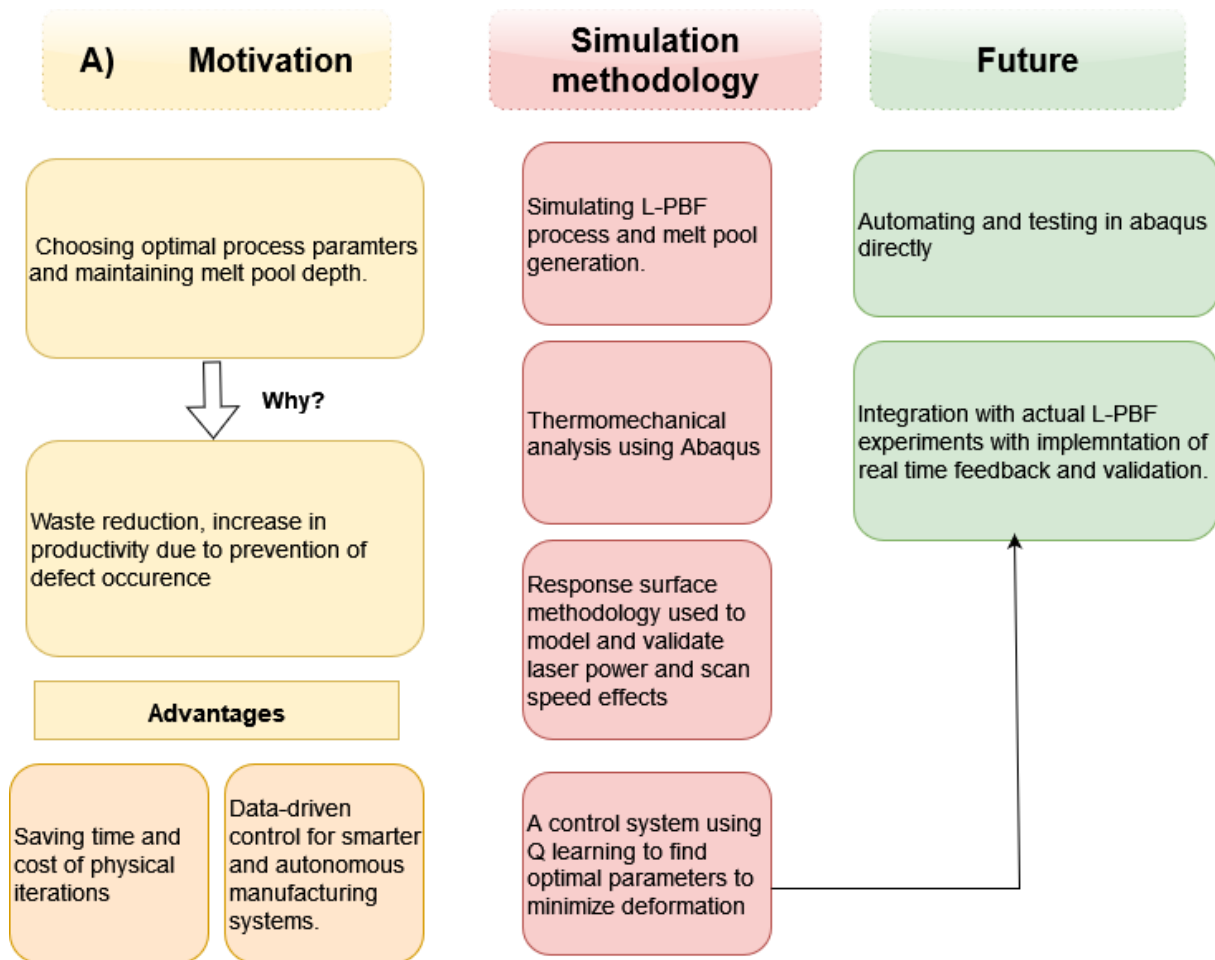 A) Motivation
Choosing optimal process paramters
and maintaining melt pool depth.
Why?
Waste reduction, increase in
productivity due to prevention of
defect occurence
Advantages
Saving time and
cost of physical
iterations
Data-driven
control for smarter
and autonomous
manufacturing
systems.
Simulation
methodology
Simulating L-PBF
process and melt pool
generation.
Thermomechanical
analysis using Abaqus
Response surface
methodology used to
model and validate
laser power and scan
speed effects
A control system using
Q learning to find
optimal parameters to
minimize deformation
Future
Automating and testing in abaqus
directly
Integration with actual L-PBF
experiments with implemntation of
real time feedback and validation.